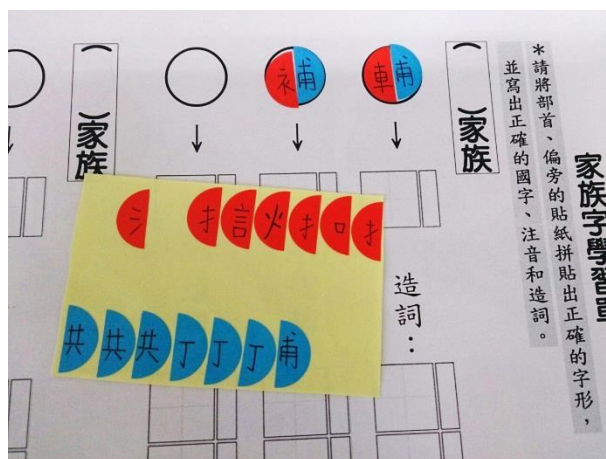 家族字學習單
*請將部首、偏旁的貼紙拼貼出正確的字形，
並寫出正確的國字、注音和造詞。
（　）家族
車甫
衤甫
造詞：
（　）家族
氵扌言火扌口扌
共共共丁丁丁甫